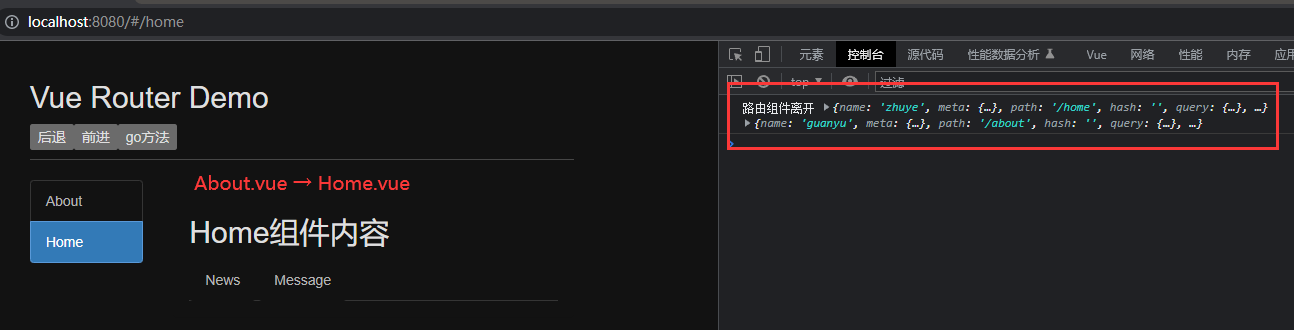 localhost:8080/#/home
元素 控制台 源代码 性能数据分析 Vue 网络 性能 内存 应用
top ▼ 过滤
Vue Router Demo
后退 前进 go方法
About.vue → Home.vue
About
Home
Home组件内容
News Message
路由组件离开 ▶{name: 'zhuye', meta: {…}, path: '/home', hash: '', query: {…}, …}
▶{name: 'guanyu', meta: {…}, path: '/about', hash: '', query: {…}, …}